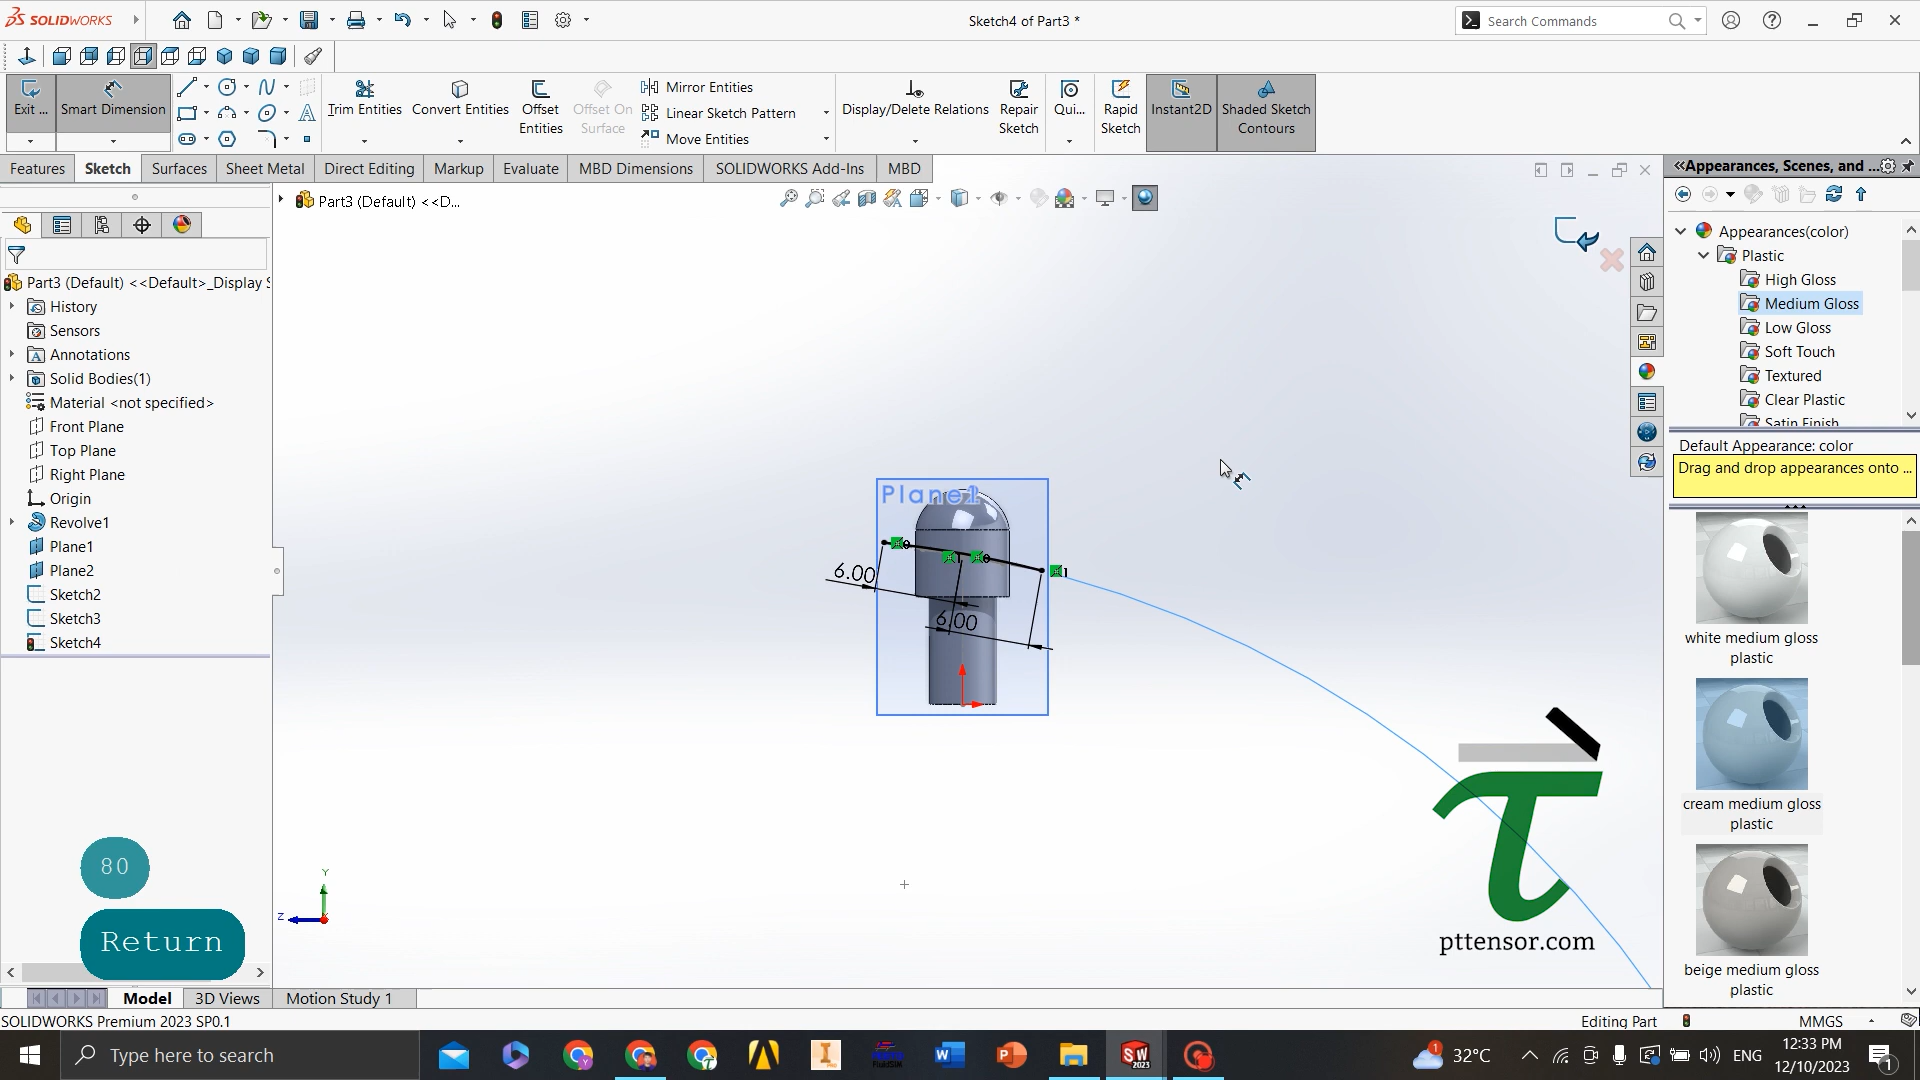 SOLIDWORKS
Sketch4 of Part3 *
Search Commands
Exit ...
Smart Dimension
Trim Entities
Convert Entities
Offset Entities
Offset On Surface
Mirror Entities
Linear Sketch Pattern
Move Entities
Display/Delete Relations
Repair Sketch
Qui...
Rapid Sketch
Instant2D
Shaded Sketch Contours
Features
Sketch
Surfaces
Sheet Metal
Direct Editing
Markup
Evaluate
MBD Dimensions
SOLIDWORKS Add-Ins
MBD
Part3 (Default) <<D...
Part3 (Default) <<Default>_Display S
History
Sensors
Annotations
Solid Bodies(1)
Material <not specified>
Front Plane
Top Plane
Right Plane
Origin
Revolve1
Plane1
Plane2
Sketch2
Sketch3
Sketch4
Plane1
6.00
6.00
80
Return
Y
Z
pttensor.com
Appearances, Scenes, and ...
Appearances(color)
Plastic
High Gloss
Medium Gloss
Low Gloss
Soft Touch
Textured
Clear Plastic
Satin Finish
Default Appearance: color
Drag and drop appearances onto ...
white medium gloss
plastic
cream medium gloss
plastic
beige medium gloss
plastic
Model
3D Views
Motion Study 1
SOLIDWORKS Premium 2023 SP0.1
Editing Part
MMGS
Type here to search
32°C
ENG
12:33 PM
12/10/2023